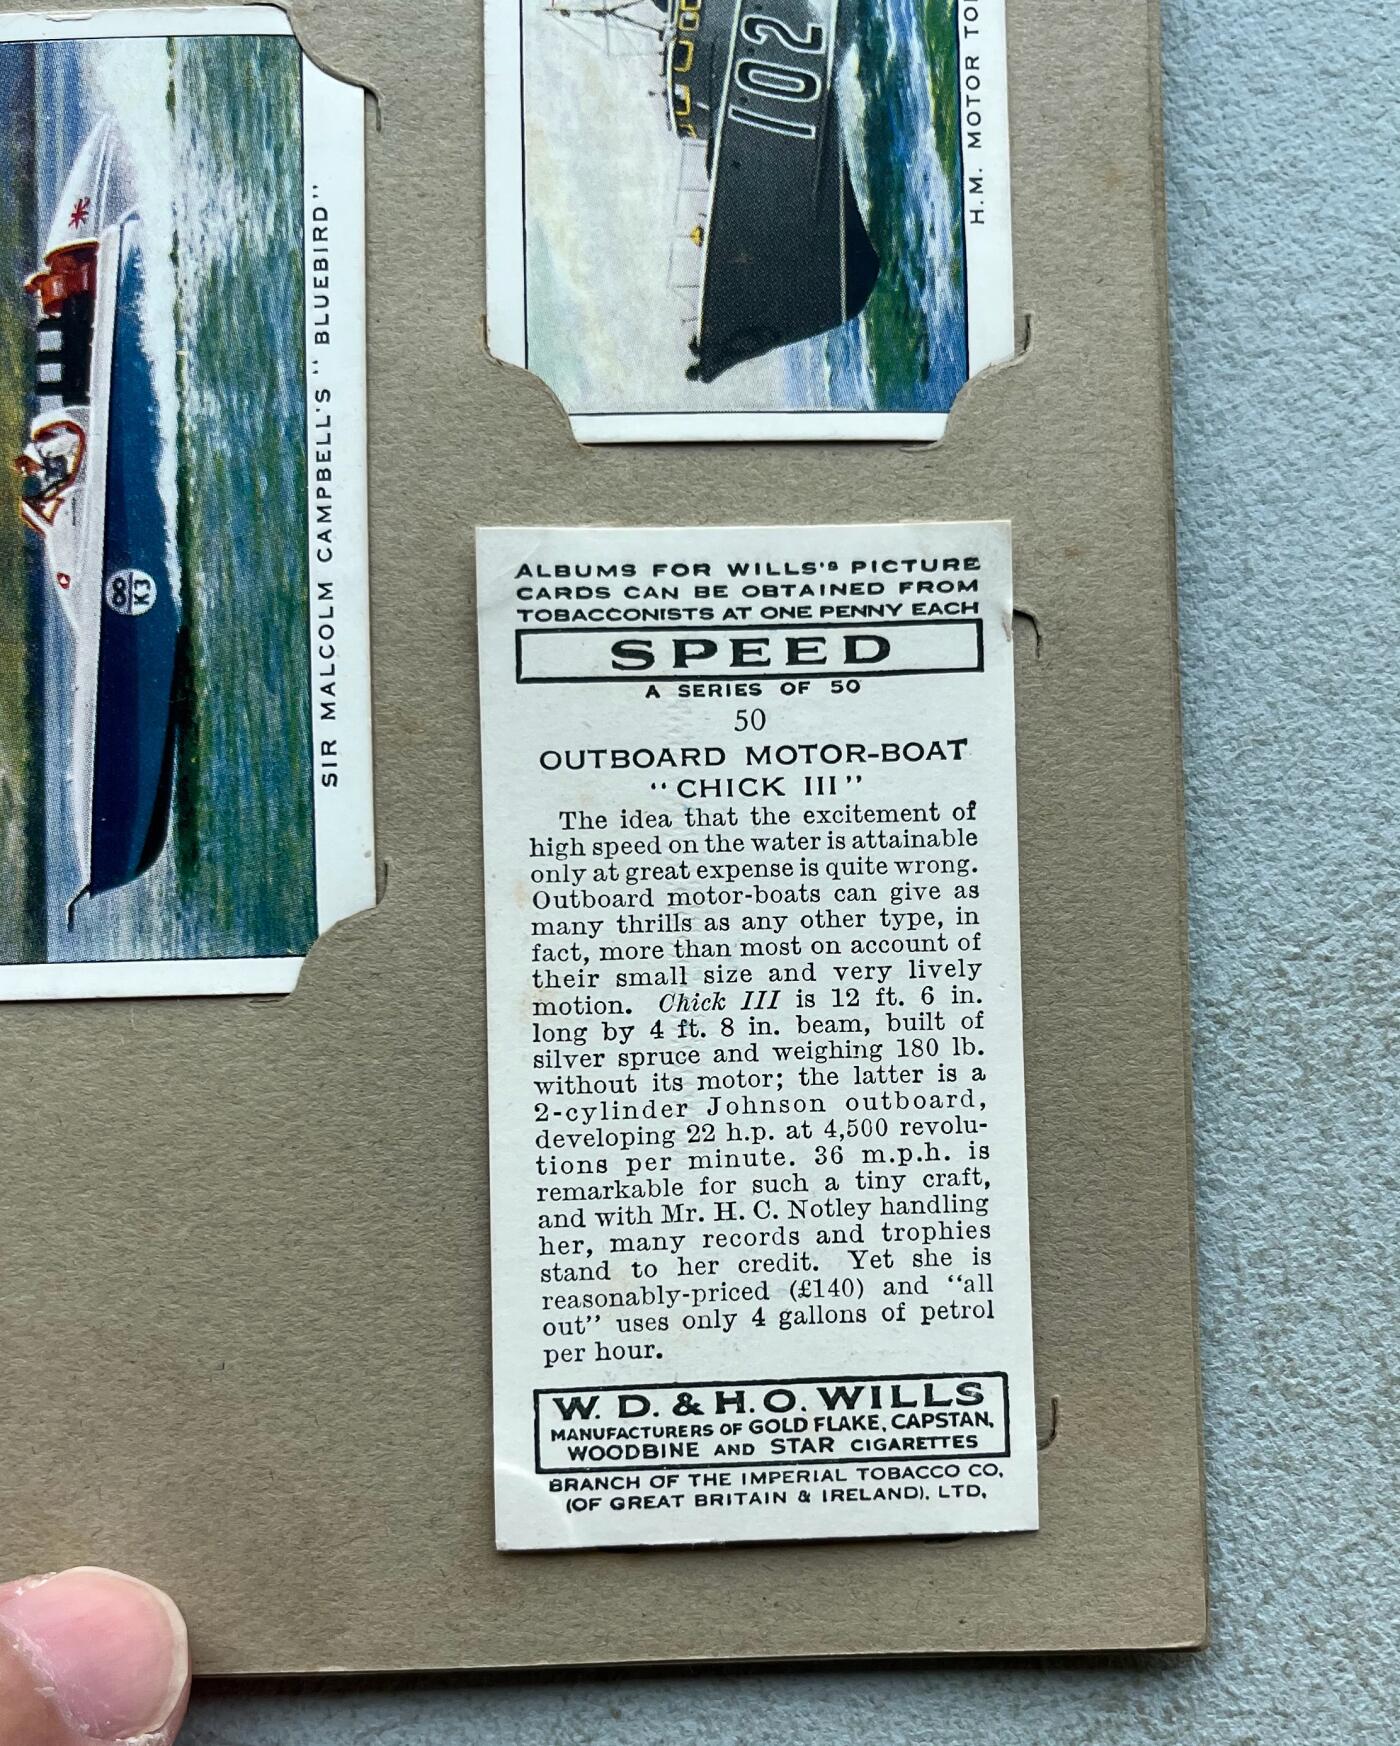 SIR MALCOLM CAMPBELL'S "BLUEBIRD"
∞
K3
102
H.M. MOTOR
ALBUMS FOR WILLS'S PICTURE
CARDS CAN BE OBTAINED FROM
TOBACCONISTS AT ONE PENNY EACH
SPEED
A SERIES OF 50
50
OUTBOARD MOTOR-BOAT
"CHICK III"
The idea that the excitement of
high speed on the water is attainable
only at great expense is quite wrong.
Outboard motor-boats can give as
many thrills as any other type, in
fact, more than most on account of
their small size and very lively
motion. Chick III is 12 ft. 6 in.
long by 4 ft. 8 in. beam, built of
silver spruce and weighing 180 lb.
without its motor; the latter is a
2-cylinder Johnson outboard,
developing 22 h.p. at 4,500 revolu-
tions per minute. 36 m.p.h. is
remarkable for such a tiny craft,
and with Mr. H. C. Notley handling
her, many records and trophies
stand to her credit. Yet she is
reasonably-priced (£140) and "all
out" uses only 4 gallons of petrol
per hour.
W. D. & H. O. WILLS
MANUFACTURERS OF GOLD FLAKE, CAPSTAN,
WOODBINE AND STAR CIGARETTES
BRANCH OF THE IMPERIAL TOBACCO CO.
(OF GREAT BRITAIN & IRELAND), LTD.